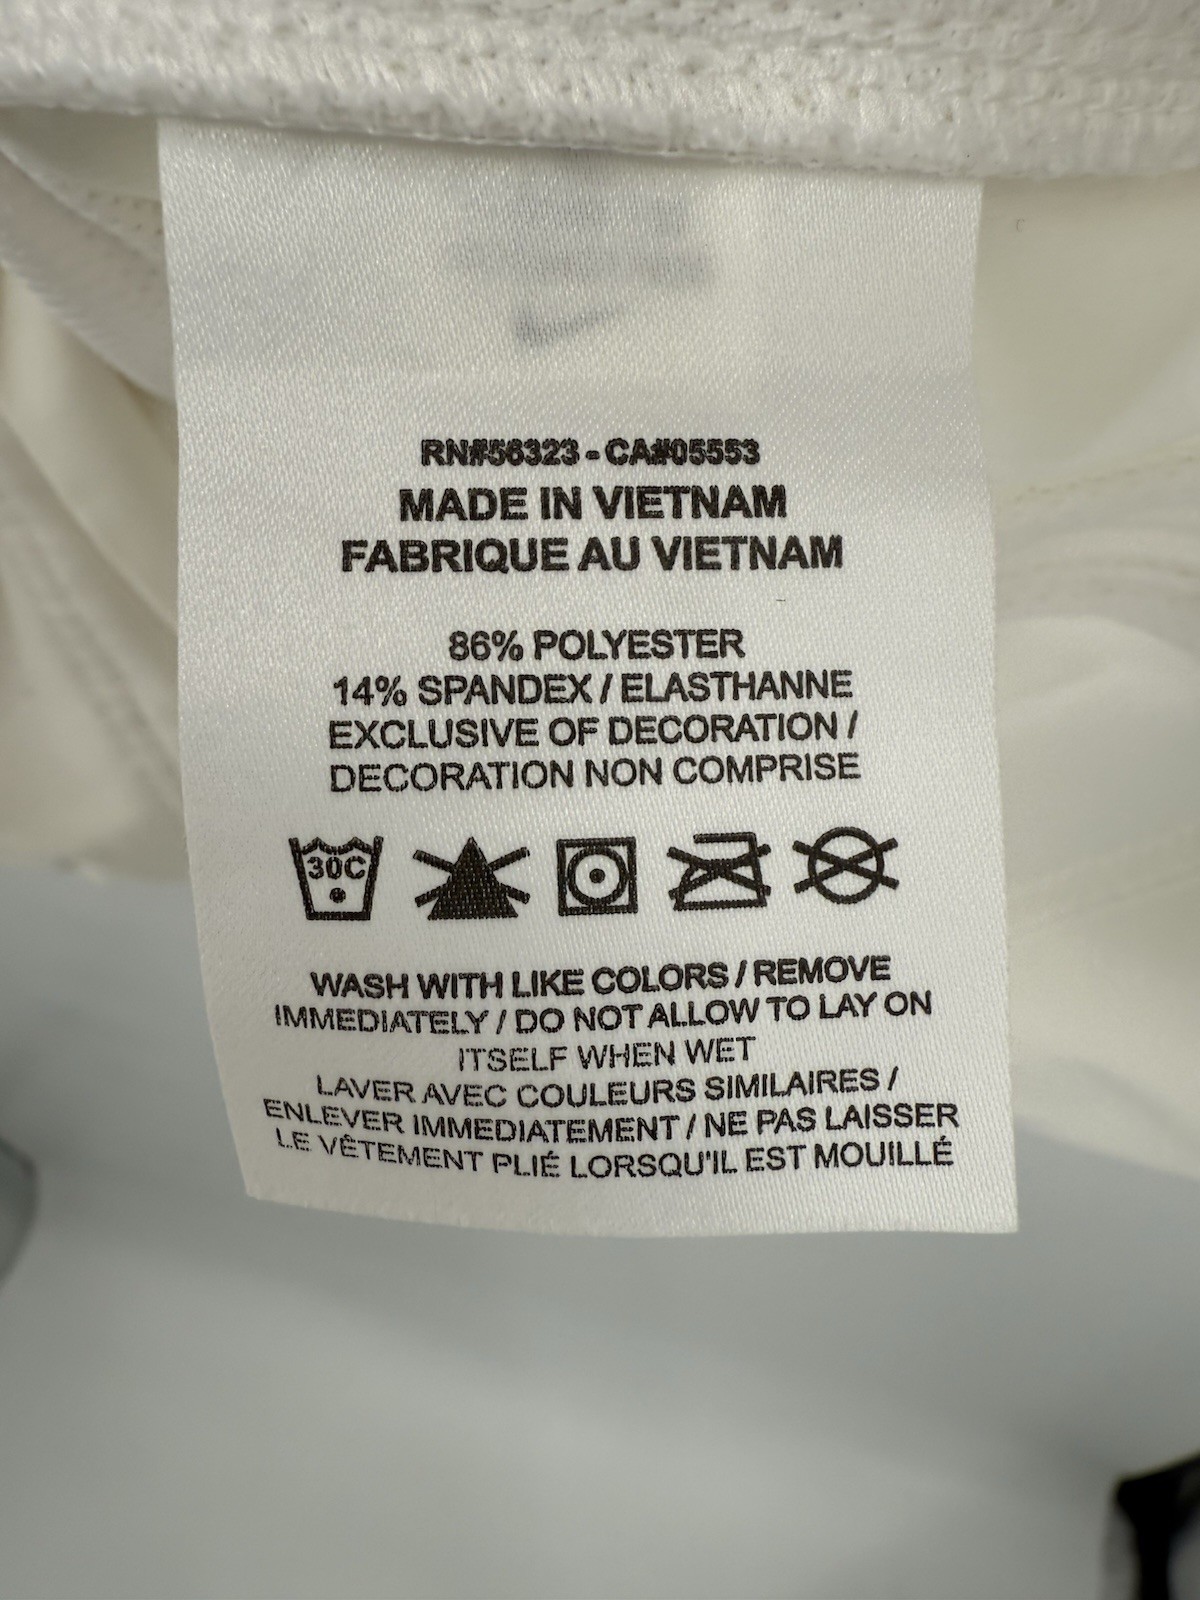 RN#56323 - CA#05553
MADE IN VIETNAM
FABRIQUE AU VIETNAM
86% POLYESTER
14% SPANDEX / ELASTHANNE
EXCLUSIVE OF DECORATION /
DECORATION NON COMPRISE
30C
WASH WITH LIKE COLORS / REMOVE
IMMEDIATELY / DO NOT ALLOW TO LAY ON
ITSELF WHEN WET
LAVER AVEC COULEURS SIMILAIRES /
ENLEVER IMMEDIATEMENT / NE PAS LAISSER
LE VÊTEMENT PLIÉ LORSQU'IL EST MOUILLÉ